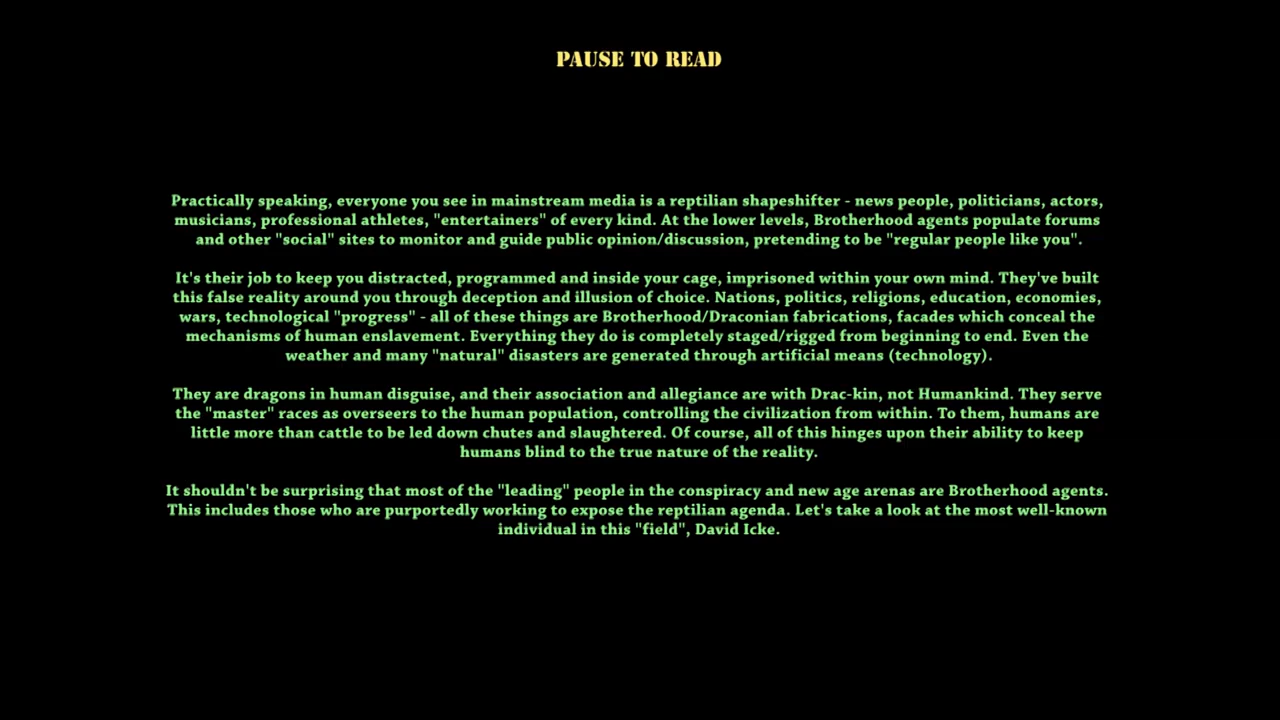 PAUSE TO READ
Practically speaking, everyone you see in mainstream media is a reptilian shapeshifter - news people, politicians, actors,
musicians, professional athletes, "entertainers" of every kind. At the lower levels, Brotherhood agents populate forums
and other "social" sites to monitor and guide public opinion/discussion, pretending to be "regular people like you".
It's their job to keep you distracted, programmed and inside your cage, imprisoned within your own mind. They've built
this false reality around you through deception and illusion of choice. Nations, politics, religions, education, economies,
wars, technological "progress" - all of these things are Brotherhood/Draconian fabrications, facades which conceal the
mechanisms of human enslavement. Everything they do is completely staged/rigged from beginning to end. Even the
weather and many "natural" disasters are generated through artificial means (technology).
They are dragons in human disguise, and their association and allegiance are with Drac-kin, not Humankind. They serve
the "master" races as overseers to the human population, controlling the civilization from within. To them, humans are
little more than cattle to be led down chutes and slaughtered. Of course, all of this hinges upon their ability to keep
humans blind to the true nature of the reality.
It shouldn't be surprising that most of the "leading" people in the conspiracy and new age arenas are Brotherhood agents.
This includes those who are purportedly working to expose the reptilian agenda. Let's take a look at the most well-known
individual in this "field", David Icke.